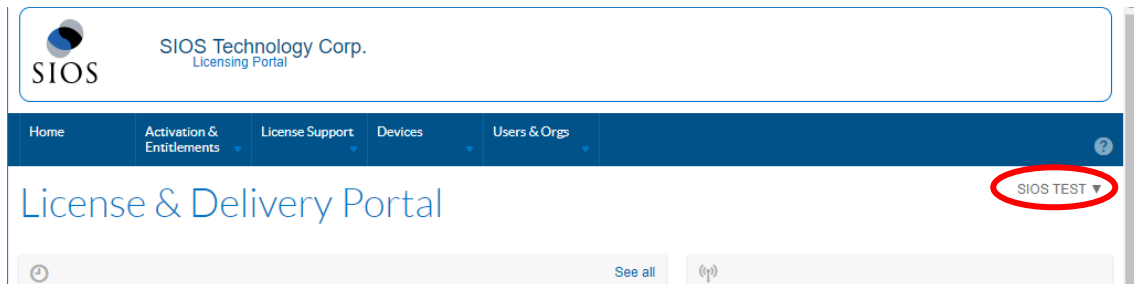 SIOS
SIOS Technology Corp.
Licensing Portal
Home
Activation &
Entitlements
License Support
Devices
Users & Orgs
?
License & Delivery Portal
SIOS TEST ▼
See all